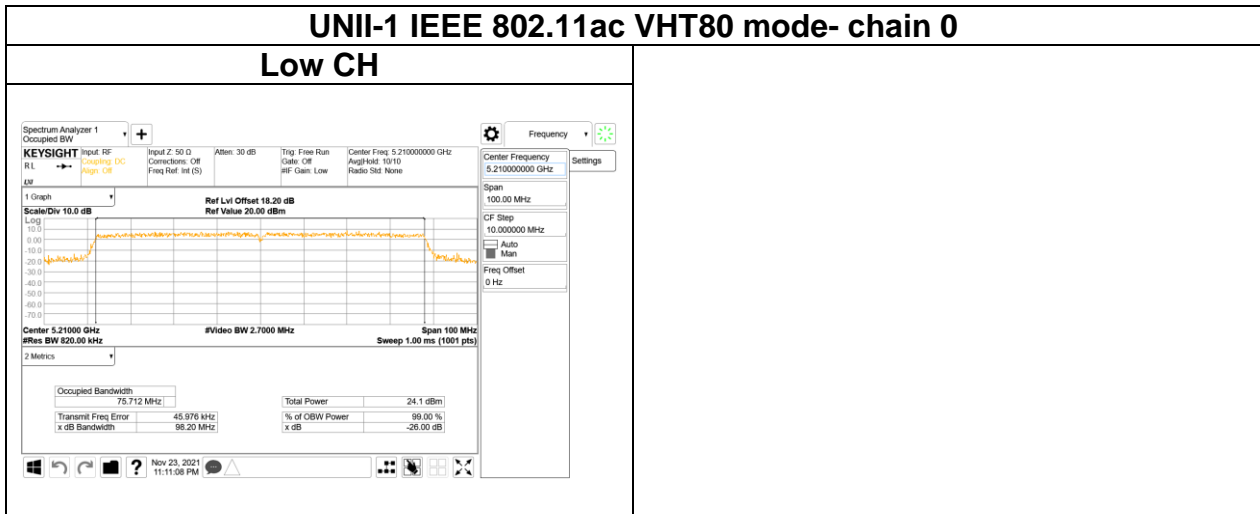 UNII-1 IEEE 802.11ac VHT80 mode- chain 0
Low CH
Spectrum Analyzer 1
Occupied BW
Frequency
KEYSIGHT
RL
LXI
Input: RF
Coupling: DC
Align: Off
Input Z: 50 Ω
Corrections: Off
Freq Ref: Int (S)
Atten: 30 dB
Trig: Free Run
Gate: Off
#IF Gain: Low
Center Freq: 5.210000000 GHz
Avg|Hold: 10/10
Radio Std: None
Center Frequency
5.210000000 GHz
Settings
Span
100.00 MHz
CF Step
10.000000 MHz
Auto
Man
Freq Offset
0 Hz
1 Graph
Scale/Div 10.0 dB
Ref Lvl Offset 18.20 dB
Ref Value 20.00 dBm
Log
10.0
0.00
-10.0
-20.0
-30.0
-40.0
-50.0
-60.0
-70.0
Center 5.21000 GHz
#Video BW 2.7000 MHz
Span 100 MHz
#Res BW 820.00 kHz
Sweep 1.00 ms (1001 pts)
2 Metrics
Occupied Bandwidth
75.712 MHz
Total Power 24.1 dBm
Transmit Freq Error 45.976 kHz
% of OBW Power 99.00 %
x dB Bandwidth 98.20 MHz
x dB -26.00 dB
?
Nov 23, 2021
11:11:08 PM